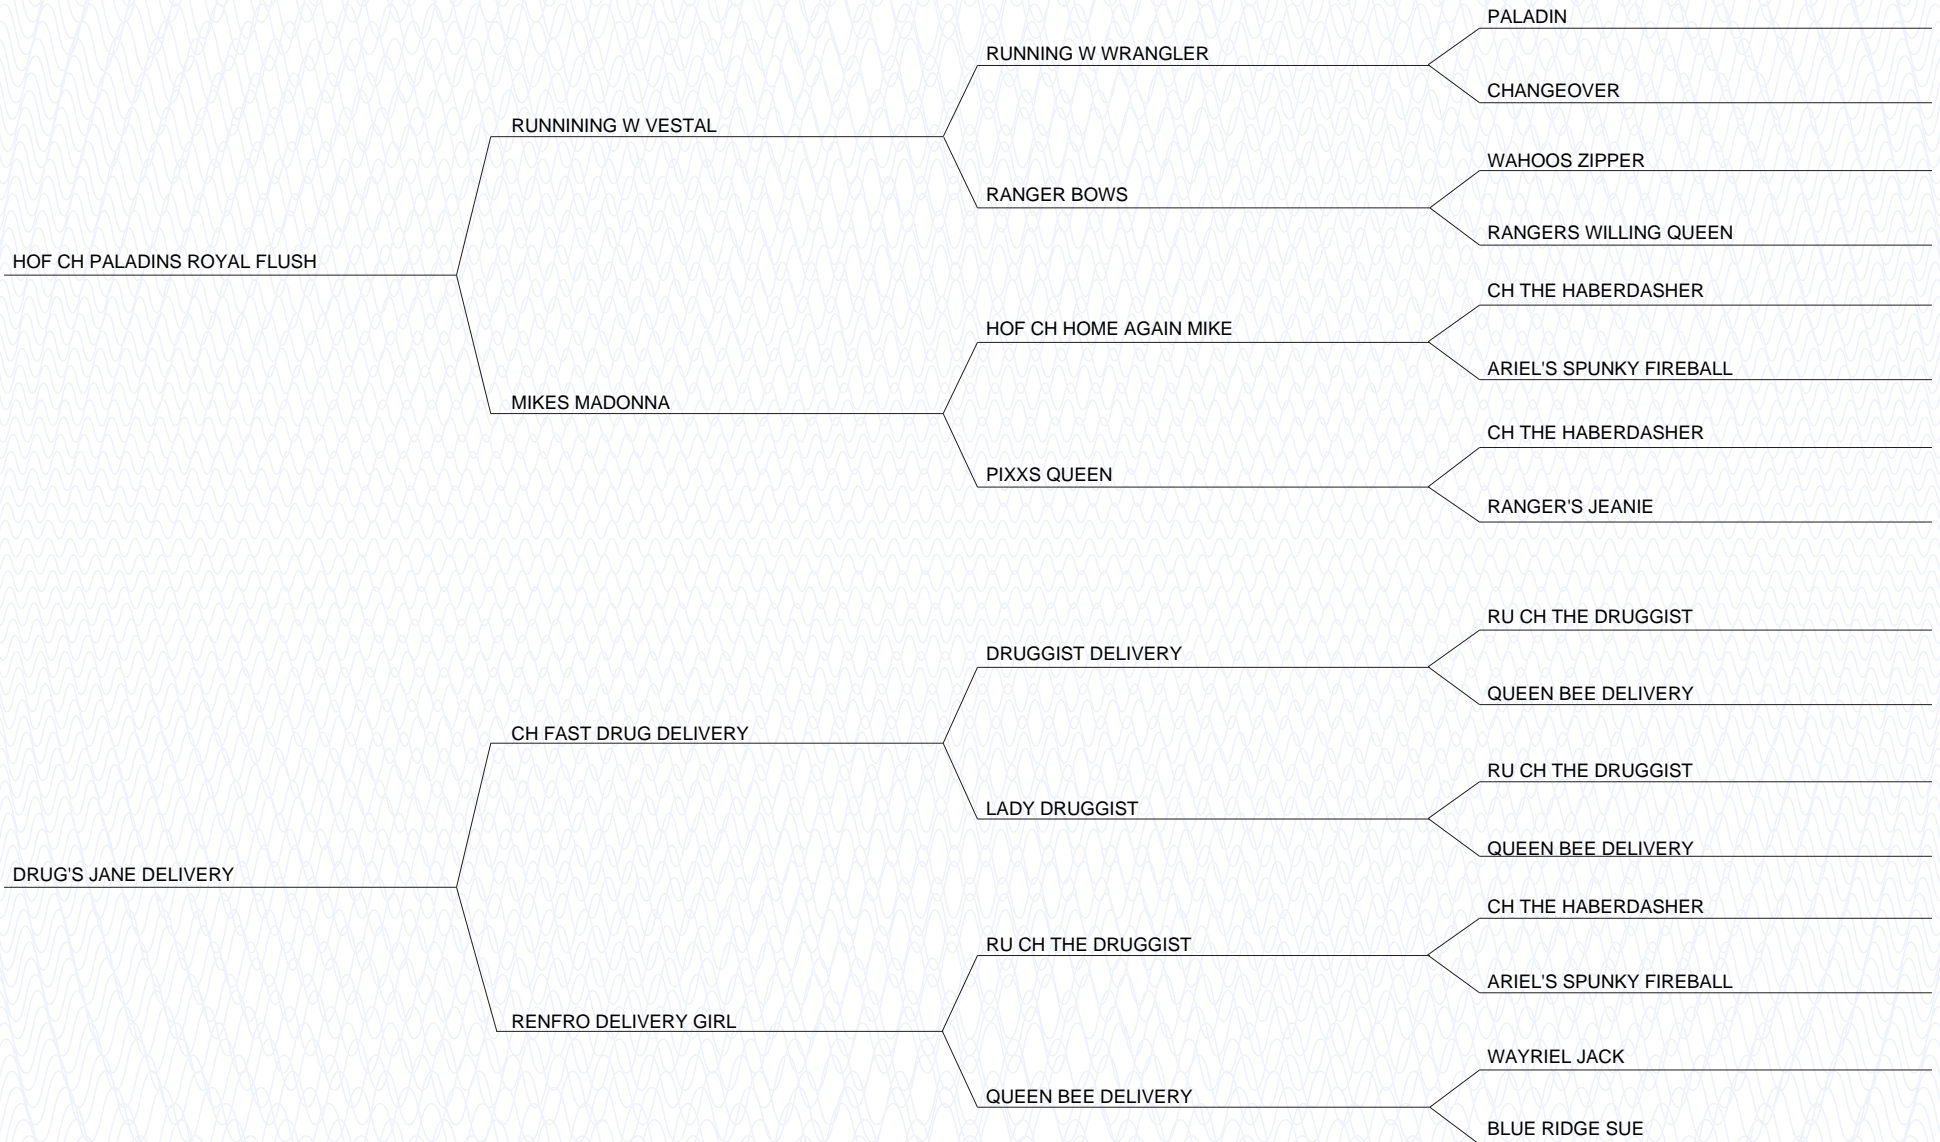 PALADIN
RUNNING W WRANGLER
CHANGEOVER
RUNNINING W VESTAL
WAHOOS ZIPPER
RANGER BOWS
RANGERS WILLING QUEEN
HOF CH PALADINS ROYAL FLUSH
CH THE HABERDASHER
HOF CH HOME AGAIN MIKE
ARIEL'S SPUNKY FIREBALL
MIKES MADONNA
CH THE HABERDASHER
PIXXS QUEEN
RANGER'S JEANIE
RU CH THE DRUGGIST
DRUGGIST DELIVERY
QUEEN BEE DELIVERY
CH FAST DRUG DELIVERY
RU CH THE DRUGGIST
LADY DRUGGIST
QUEEN BEE DELIVERY
DRUG'S JANE DELIVERY
CH THE HABERDASHER
RU CH THE DRUGGIST
ARIEL'S SPUNKY FIREBALL
RENFRO DELIVERY GIRL
WAYRIEL JACK
QUEEN BEE DELIVERY
BLUE RIDGE SUE